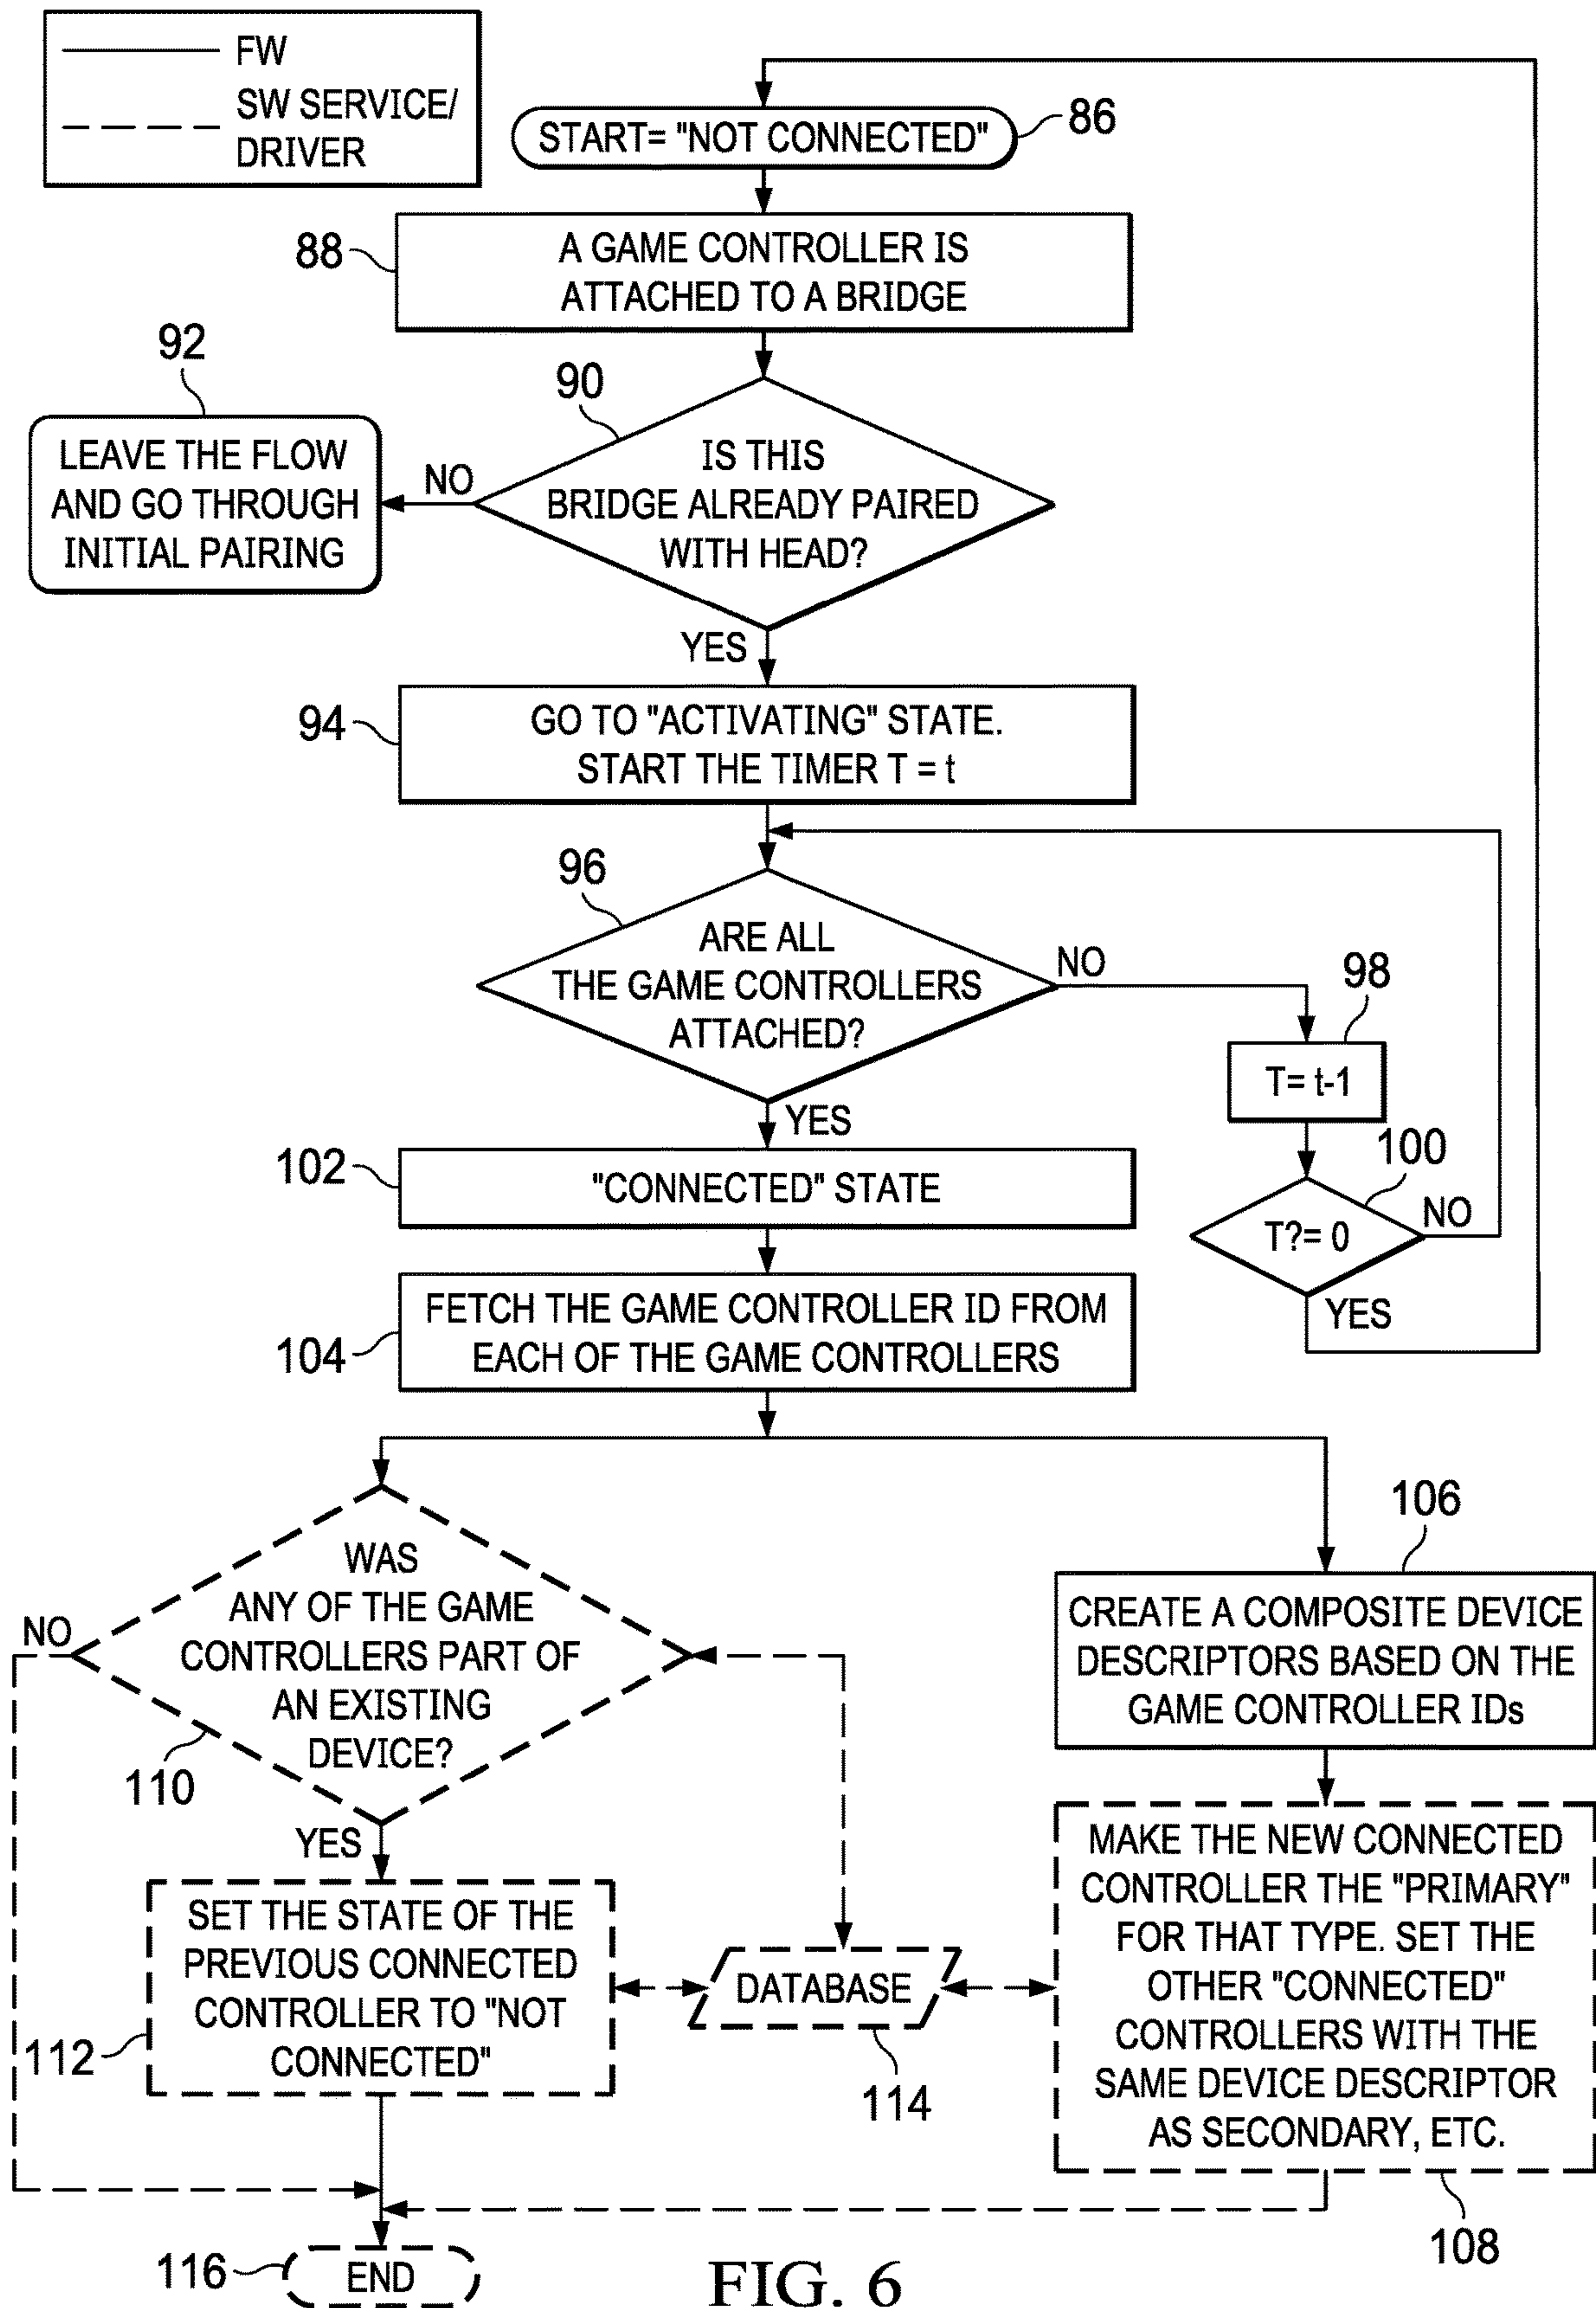 FW
SW SERVICE/
DRIVER
START= "NOT CONNECTED"
86
88
A GAME CONTROLLER IS
ATTACHED TO A BRIDGE
92
LEAVE THE FLOW
AND GO THROUGH
INITIAL PAIRING
NO
90
IS THIS
BRIDGE ALREADY PAIRED
WITH HEAD?
YES
94
GO TO "ACTIVATING" STATE.
START THE TIMER T = t
96
ARE ALL
THE GAME CONTROLLERS
ATTACHED?
NO
98
T= t-1
YES
100
T?= 0
NO
YES
102
"CONNECTED" STATE
104
FETCH THE GAME CONTROLLER ID FROM
EACH OF THE GAME CONTROLLERS
106
CREATE A COMPOSITE DEVICE
DESCRIPTORS BASED ON THE
GAME CONTROLLER IDs
NO
WAS
ANY OF THE GAME
CONTROLLERS PART OF
AN EXISTING
DEVICE?
110
YES
SET THE STATE OF THE
PREVIOUS CONNECTED
CONTROLLER TO "NOT
CONNECTED"
112
DATABASE
114
MAKE THE NEW CONNECTED
CONTROLLER THE "PRIMARY"
FOR THAT TYPE. SET THE
OTHER "CONNECTED"
CONTROLLERS WITH THE
SAME DEVICE DESCRIPTOR
AS SECONDARY, ETC.
108
116
END
FIG. 6